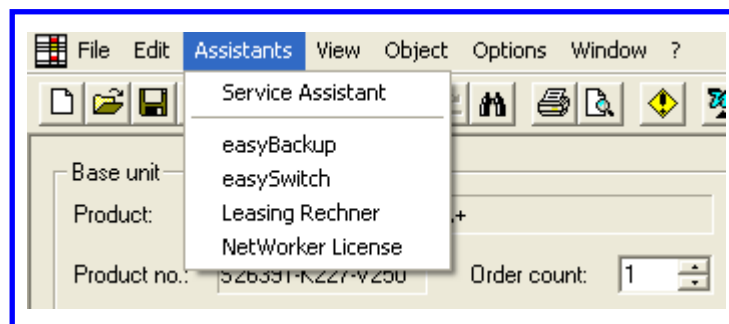 File Edit Assistants View Object Options Window ?
Service Assistant
easyBackup
Base unit
easySwitch
Product: Leasing Rechner
NetWorker License
Product no.: Order count: 1